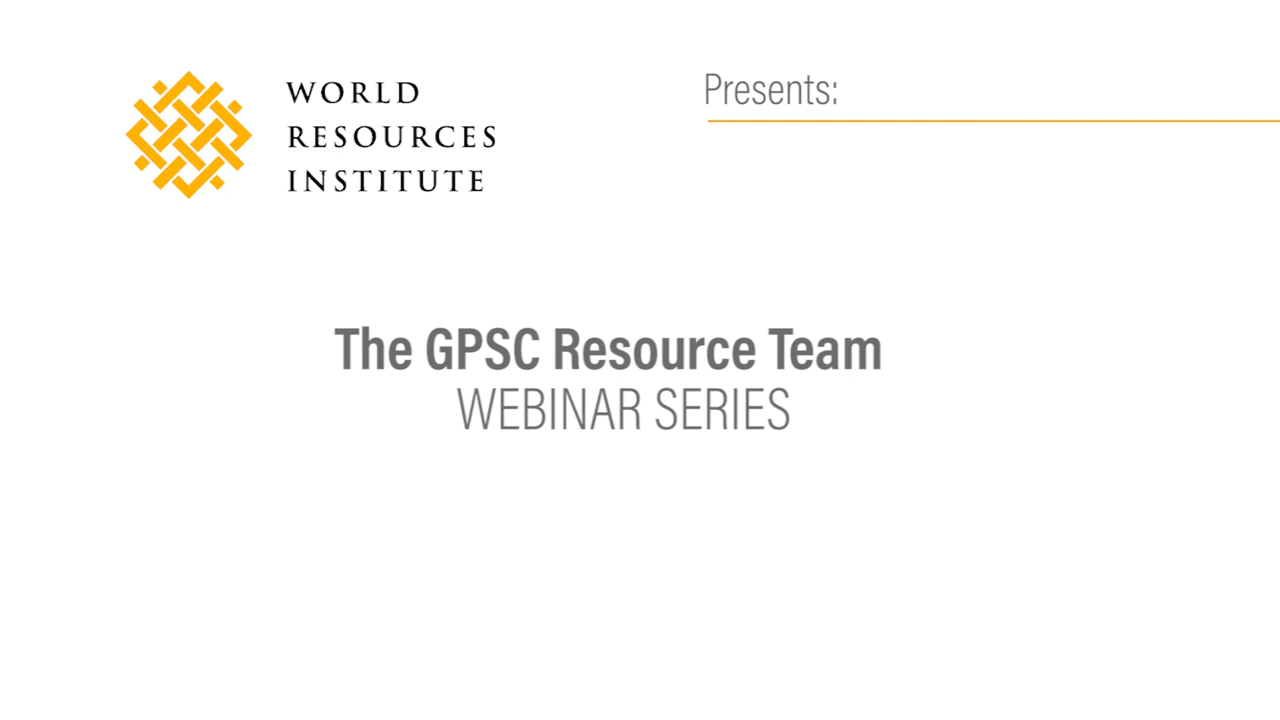 WORLD
RESOURCES
INSTITUTE
Presents:
The GPSC Resource Team
WEBINAR SERIES